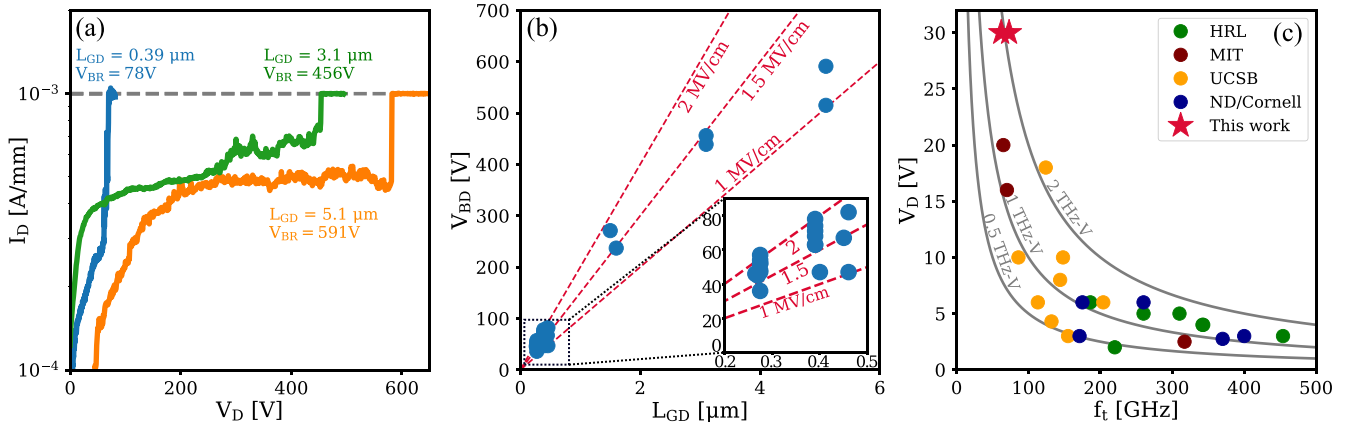 (a)
L_GD = 0.39 µm
V_BR = 78V
L_GD = 3.1 µm
V_BR = 456V
L_GD = 5.1 µm
V_BR = 591V
I_D [A/mm]
10⁻³
10⁻⁴
0 200 400 600
V_D [V]
(b)
2 MV/cm
1.5 MV/cm
1 MV/cm
V_BD [V]
700
600
500
400
300
200
100
0
0 2 4 6
L_GD [µm]
80
60
40
20
0
0.2 0.3 0.4 0.5
2
1.5
1 MV/cm
(c)
HRL
MIT
UCSB
ND/Cornell
This work
2 THz-V
1 THz-V
0.5 THz-V
V_D [V]
30
25
20
15
10
5
0
0 100 200 300 400 500
f_t [GHz]